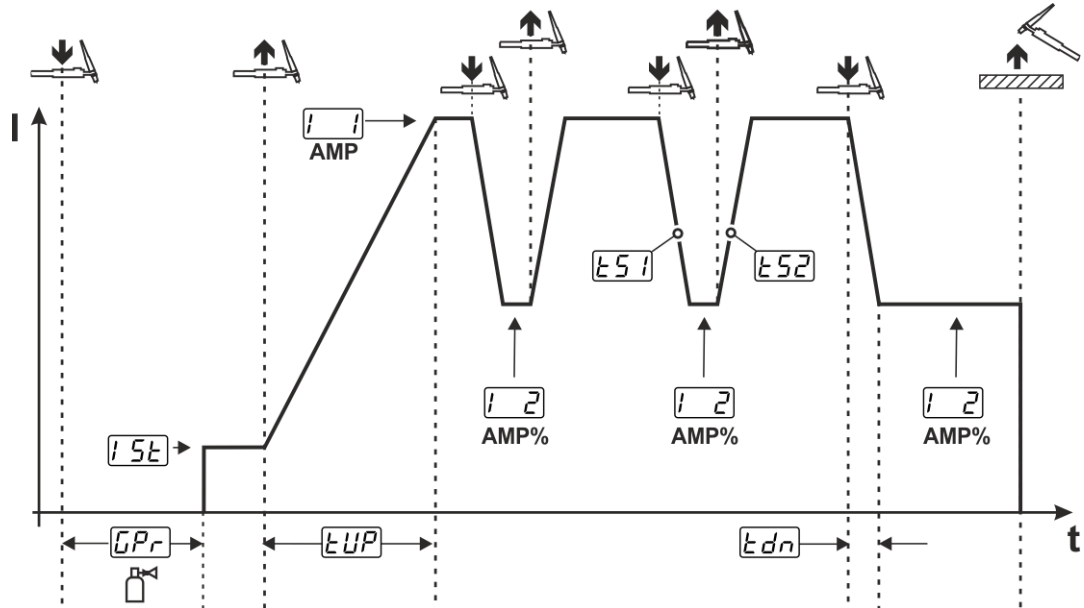 I
I 1
AMP
tS1
tS2
I 2
AMP%
I 2
AMP%
I 2
AMP%
I St
GPr
tUP
tdn
t